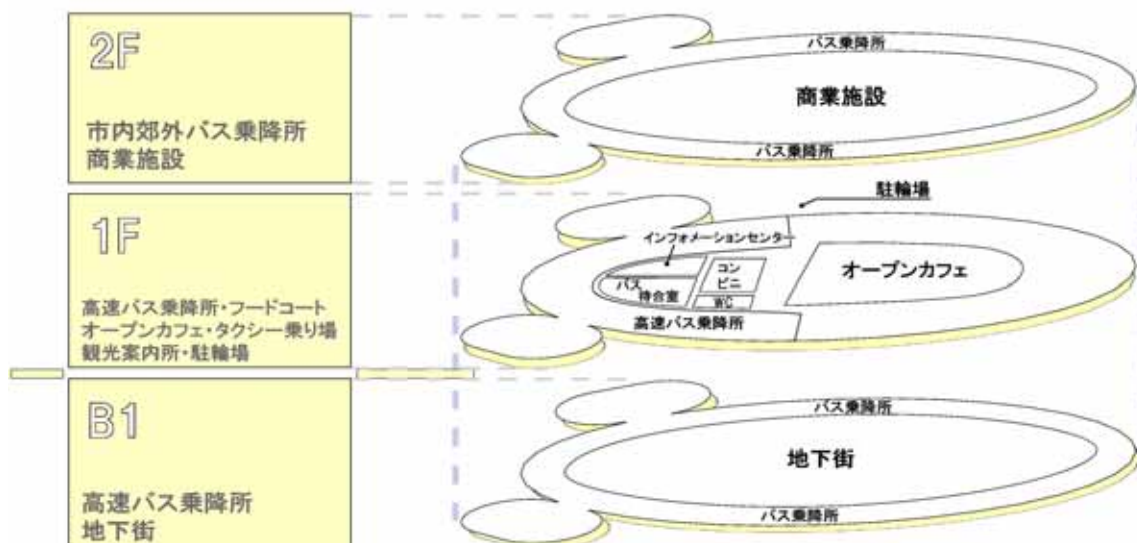 2F
市内郊外バス乗降所
商業施設
バス乗降所
商業施設
バス乗降所
1F
高速バス乗降所・フードコート
オープンカフェ・タクシー乗り場
観光案内所・駐輪場
駐輪場
インフォメーションセンター
コン
ビニ
オープンカフェ
バス
待合室
WC
高速バス乗降所
B1
高速バス乗降所
地下街
バス乗降所
地下街
バス乗降所